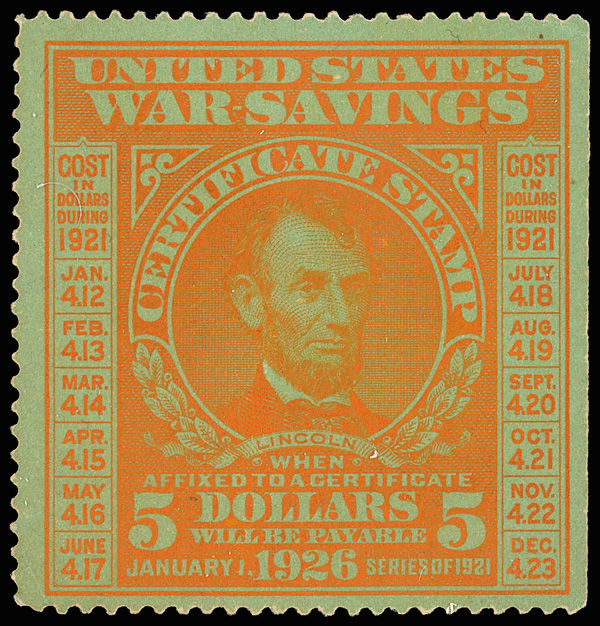 UNITED STATES
WAR-SAVINGS
CERTIFICATE STAMP
COST
IN
DOLLARS
DURING
1921
JAN.
4.12
FEB.
4.13
MAR.
4.14
APR.
4.15
MAY
4.16
JUNE
4.17
COST
IN
DOLLARS
DURING
1921
JULY
4.18
AUG.
4.19
SEPT.
4.20
OCT.
4.21
NOV.
4.22
DEC.
4.23
LINCOLN
WHEN
AFFIXED TO A CERTIFICATE
5 DOLLARS 5
WILL BE PAYABLE
JANUARY 1, 1926 SERIES OF 1921